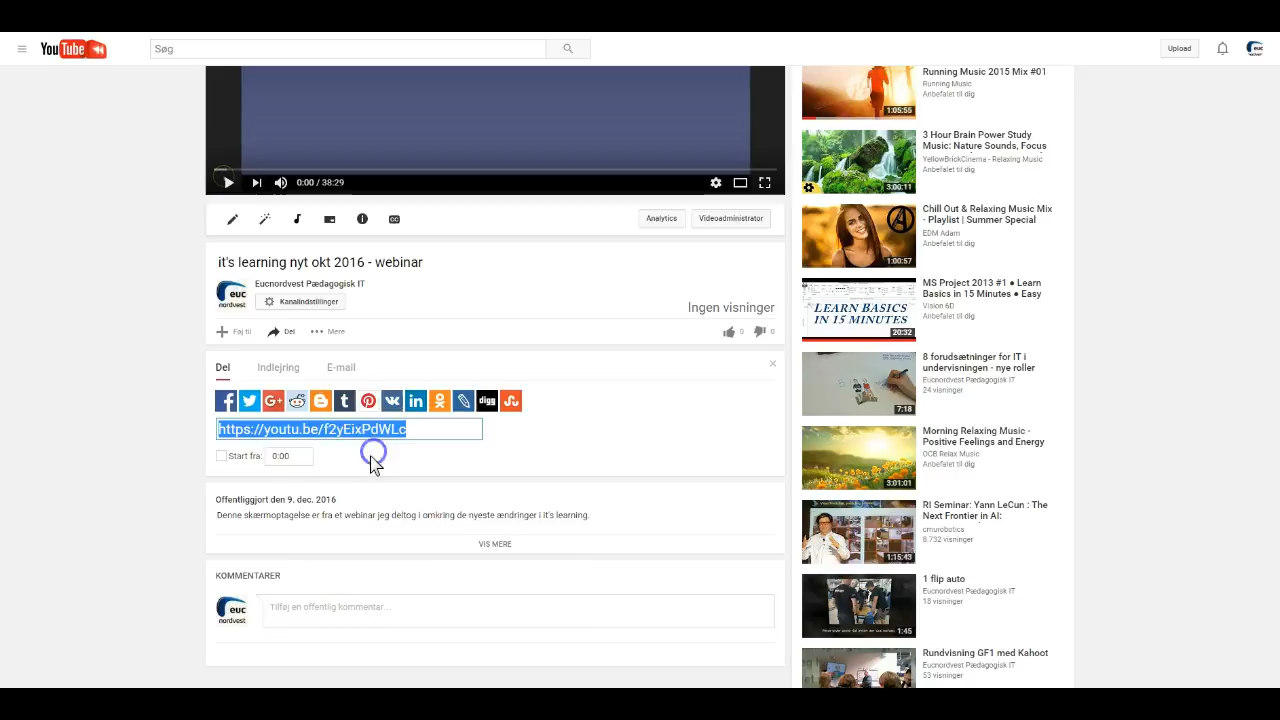 YouTube
Søg
Upload
0:00 / 38:29
Analytics
Videoadministrator
it's learning nyt okt 2016 - webinar
euc
nordvest
Eucnordvest Pædagogisk IT
Kanalindstillinger
Ingen visninger
Føj til
Del
Mere
0
0
Del
Indlejring
E-mail
digg
https://youtu.be/f2yEixPdWLc
Start fra:
0:00
Offentliggjort den 9. dec. 2016
Denne skærmoptagelse er fra et webinar jeg deltog i omkring de nyeste ændringer i it's learning.
VIS MERE
KOMMENTARER
euc
nordvest
Tilføj en offentlig kommentar...
1:05:55
Running Music 2015 Mix #01
Running Music
Anbefalet til dig
3:00:11
3 Hour Brain Power Study
Music: Nature Sounds, Focus
YellowBrickCinema - Relaxing Music
Anbefalet til dig
1:00:57
Chill Out & Relaxing Music Mix
- Playlist | Summer Special
EDM Adam
Anbefalet til dig
LEARN BASICS
IN 15 MINUTES
20:32
MS Project 2013 #1 ● Learn
Basics in 15 Minutes ● Easy
Vision 6D
Anbefalet til dig
7:18
8 forudsætninger for IT i
undervisningen - nye roller
Eucnordvest Pædagogisk IT
24 visninger
3:01:01
Morning Relaxing Music -
Positive Feelings and Energy
OCB Relax Music
Anbefalet til dig
1:15:43
RI Seminar: Yann LeCun : The
Next Frontier in AI:
cmurobotics
8.732 visninger
1:45
1 flip auto
Eucnordvest Pædagogisk IT
18 visninger
Rundvisning GF1 med Kahoot
Eucnordvest Pædagogisk IT
53 visninger